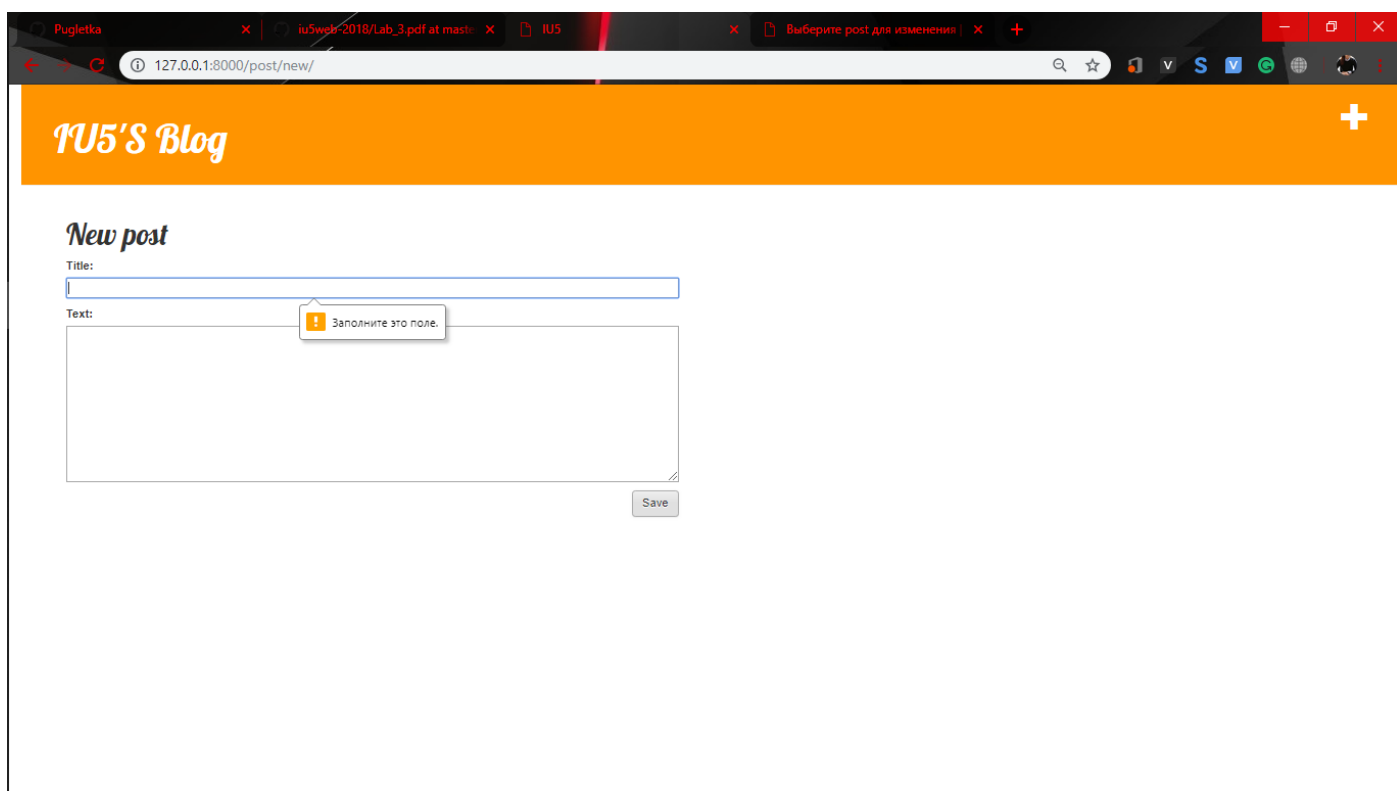 Pugletka
iu5web-2018/Lab_3.pdf at maste
IU5
Выберите post для изменения |
127.0.0.1:8000/post/new/
IU5'S Blog
New post
Title:
Заполните это поле.
Text:
Save